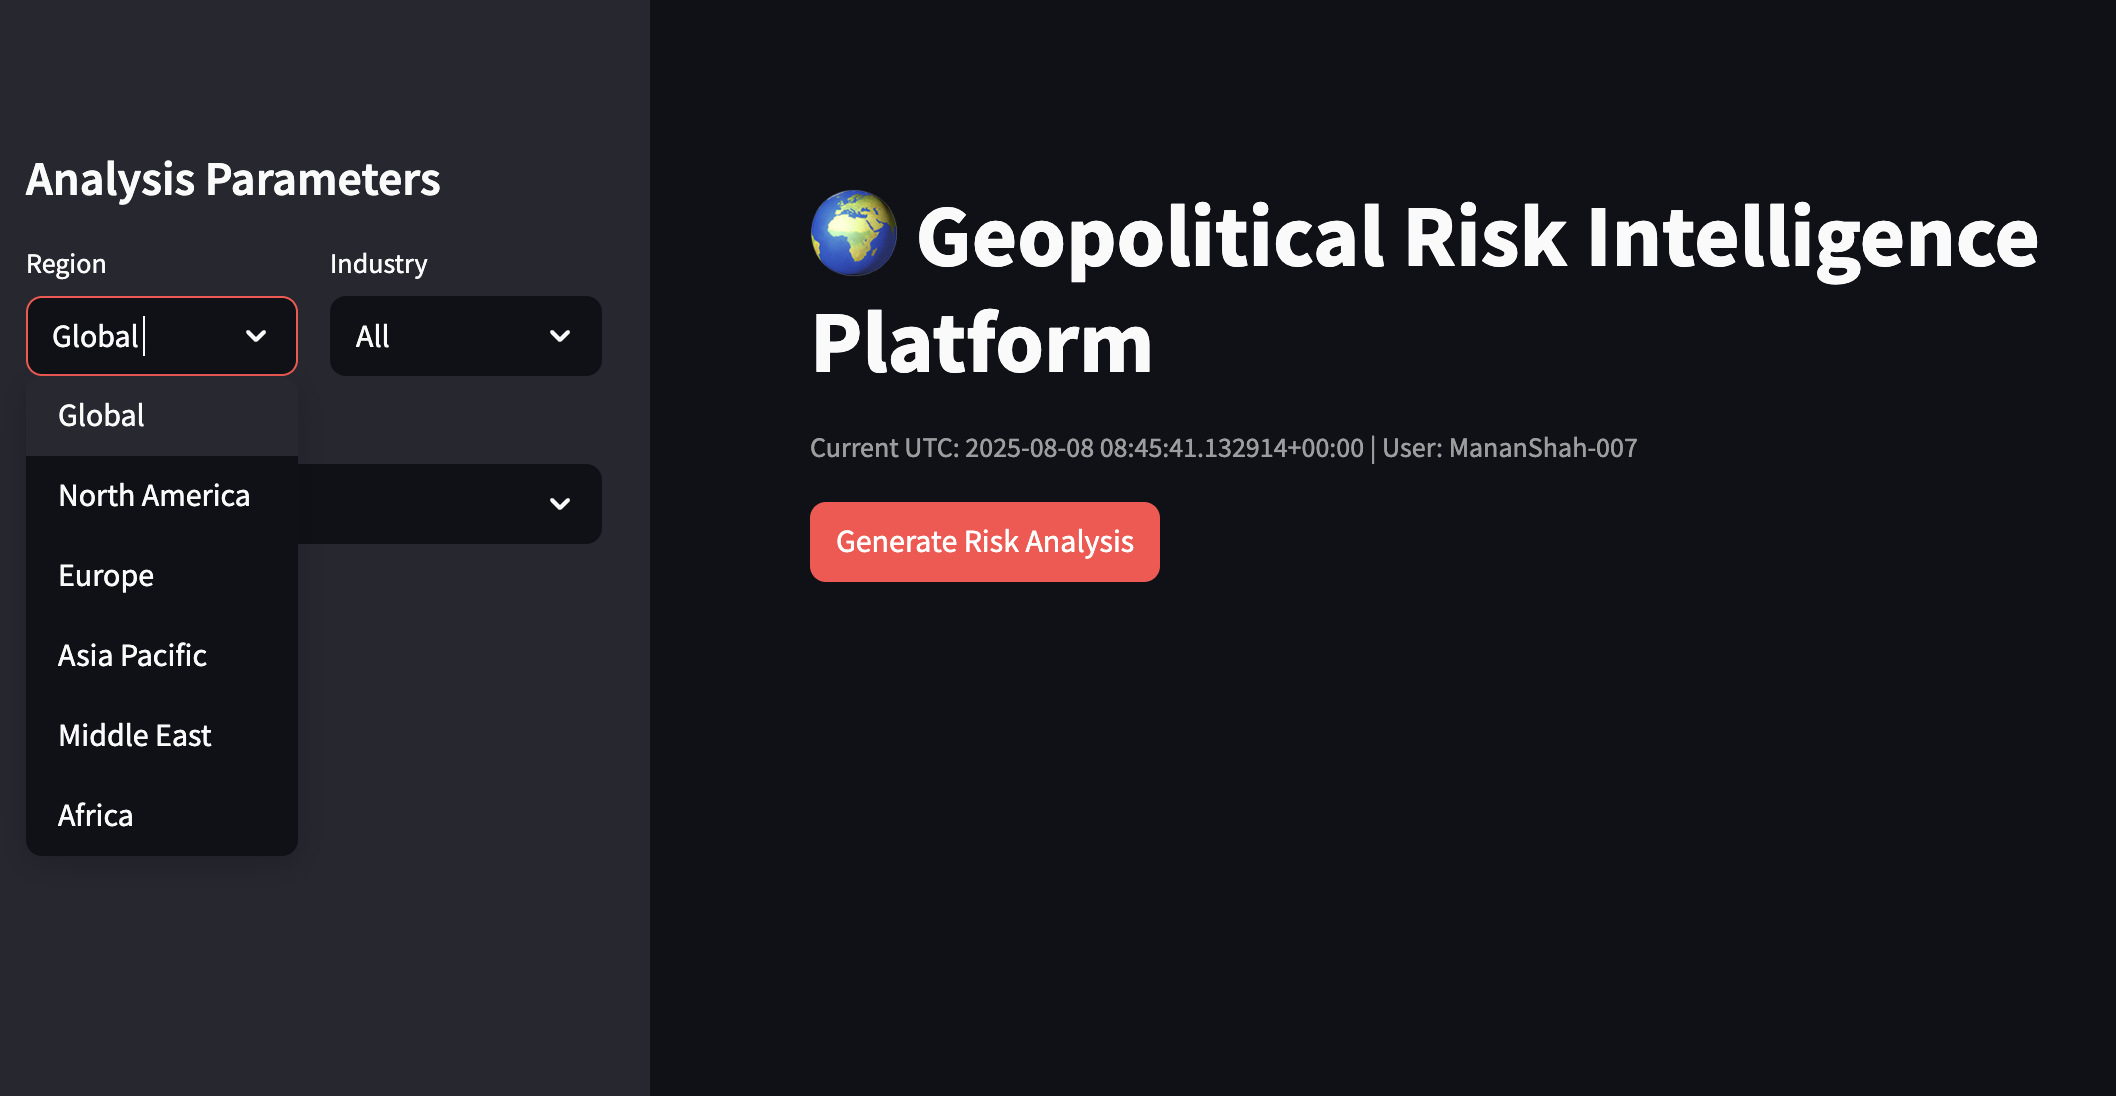 Analysis Parameters
Region
Industry
Global
All
Global
North America
Europe
Asia Pacific
Middle East
Africa
🌍 Geopolitical Risk Intelligence
Platform
Current UTC: 2025-08-08 08:45:41.132914+00:00 | User: MananShah-007
Generate Risk Analysis